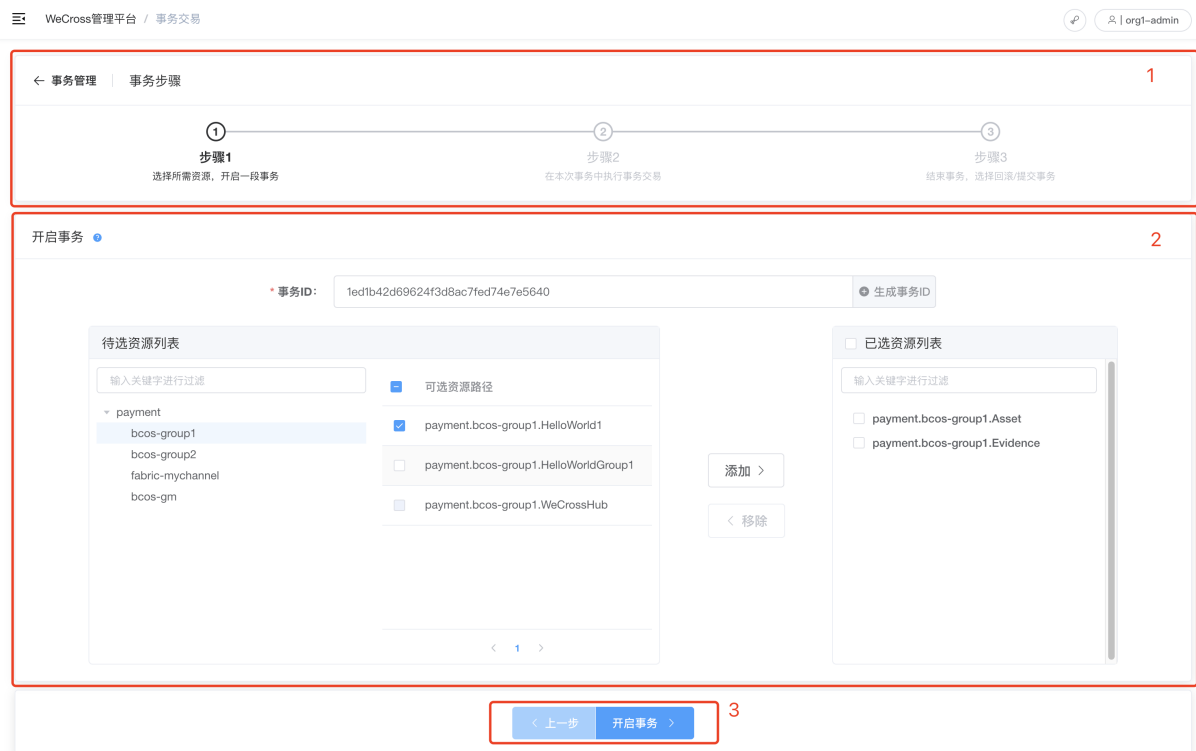 WeCross管理平台 / 事务交易
org1-admin
1
← 事务管理 事务步骤
1 2 3
步骤1 步骤2 步骤3
选择所需资源，开启一段事务 在本次事务中执行事务交易 结束事务，选择回滚/提交事务
2
开启事务 ?
* 事务ID: 1ed1b42d69624f3d8ac7fed74e7e5640 生成事务ID
待选资源列表
输入关键字进行过滤
payment
bcos-group1
bcos-group2
fabric-mychannel
bcos-gm
可选资源路径
payment.bcos-group1.HelloWorld1
payment.bcos-group1.HelloWorldGroup1
payment.bcos-group1.WeCrossHub
< 1 >
添加 >
< 移除
已选资源列表
输入关键字进行过滤
payment.bcos-group1.Asset
payment.bcos-group1.Evidence
< 上一步 开启事务 >
3